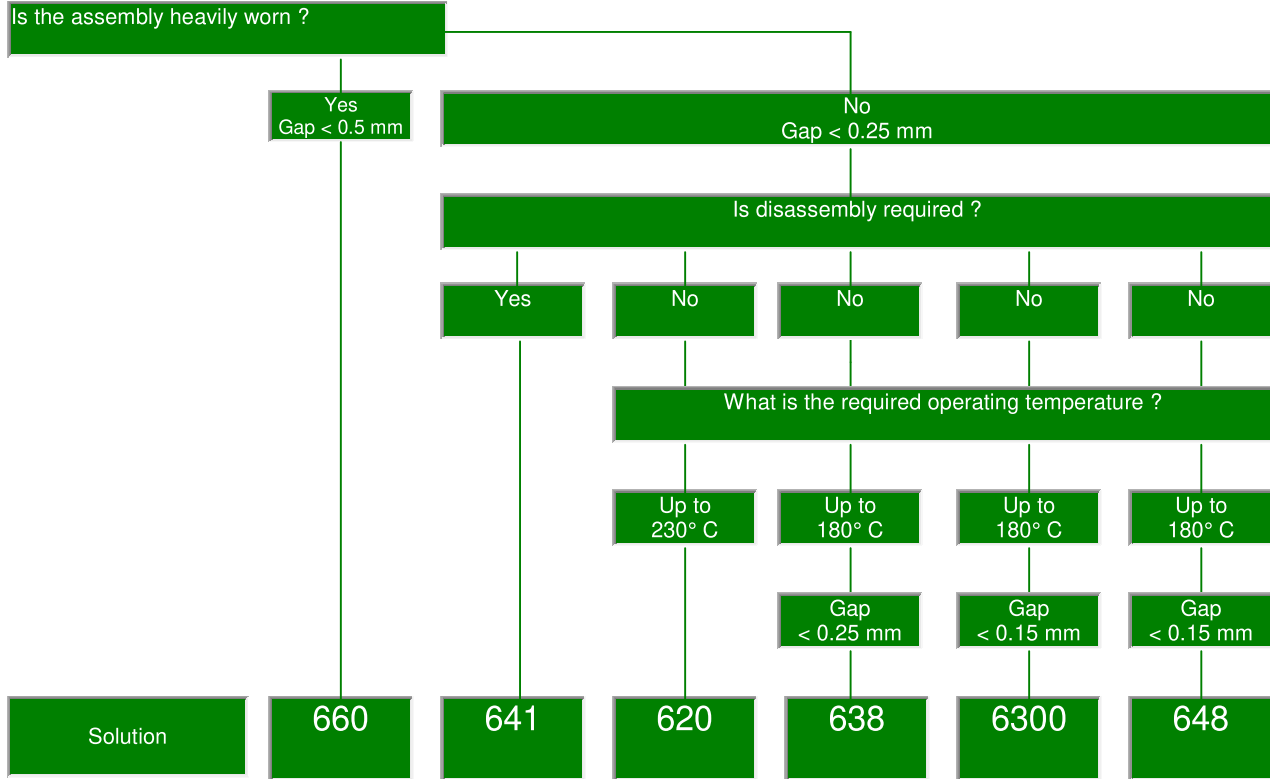 Is the assembly heavily worn ?
Yes
Gap < 0.5 mm
No
Gap < 0.25 mm
Is disassembly required ?
Yes
No
No
No
No
What is the required operating temperature ?
Up to
230° C
Up to
180° C
Up to
180° C
Up to
180° C
Gap
< 0.25 mm
Gap
< 0.15 mm
Gap
< 0.15 mm
Solution
660
641
620
638
6300
648